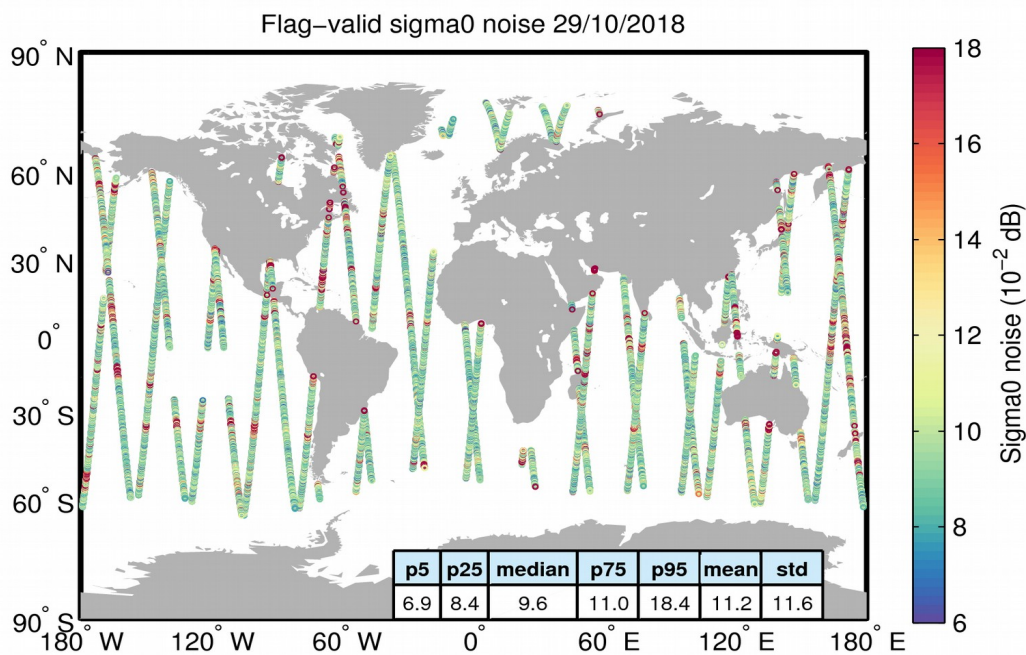 Flag−valid sigma0 noise 29/10/2018
90° N
60° N
30° N
0°
30° S
60° S
90° S
180° W
120° W
60° W
0°
60° E
120° E
180° E
p5 p25 median p75 p95 mean std
6.9 8.4 9.6 11.0 18.4 11.2 11.6
18
16
14
12
10
8
6
Sigma0 noise (10⁻² dB)